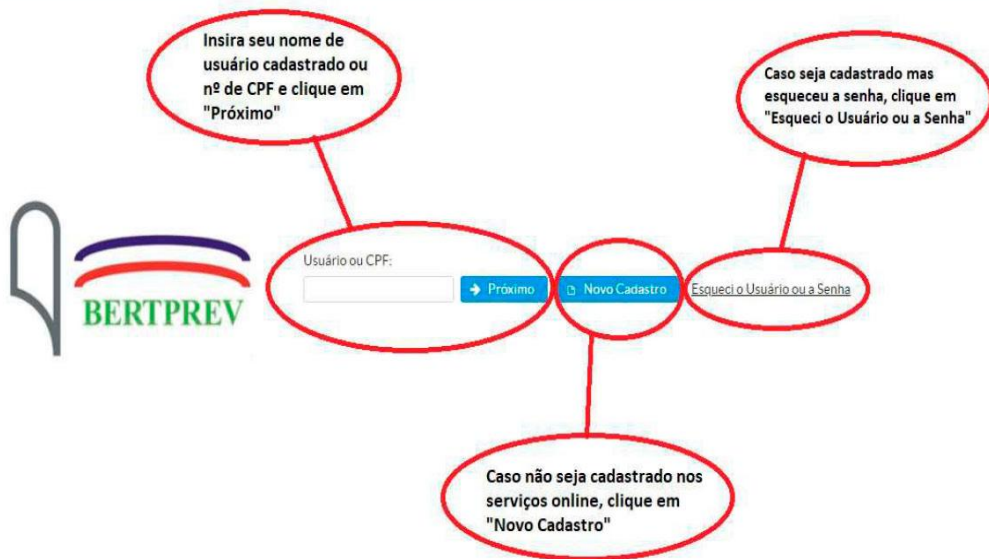 Insira seu nome de
usuário cadastrado ou
nº de CPF e clique em
"Próximo"
Caso seja cadastrado mas
esqueceu a senha, clique em
"Esqueci o Usuário ou a Senha"
BERTPREV
Usuário ou CPF:
Próximo
Novo Cadastro
Esqueci o Usuário ou a Senha
Caso não seja cadastrado nos
serviços online, clique em
"Novo Cadastro"